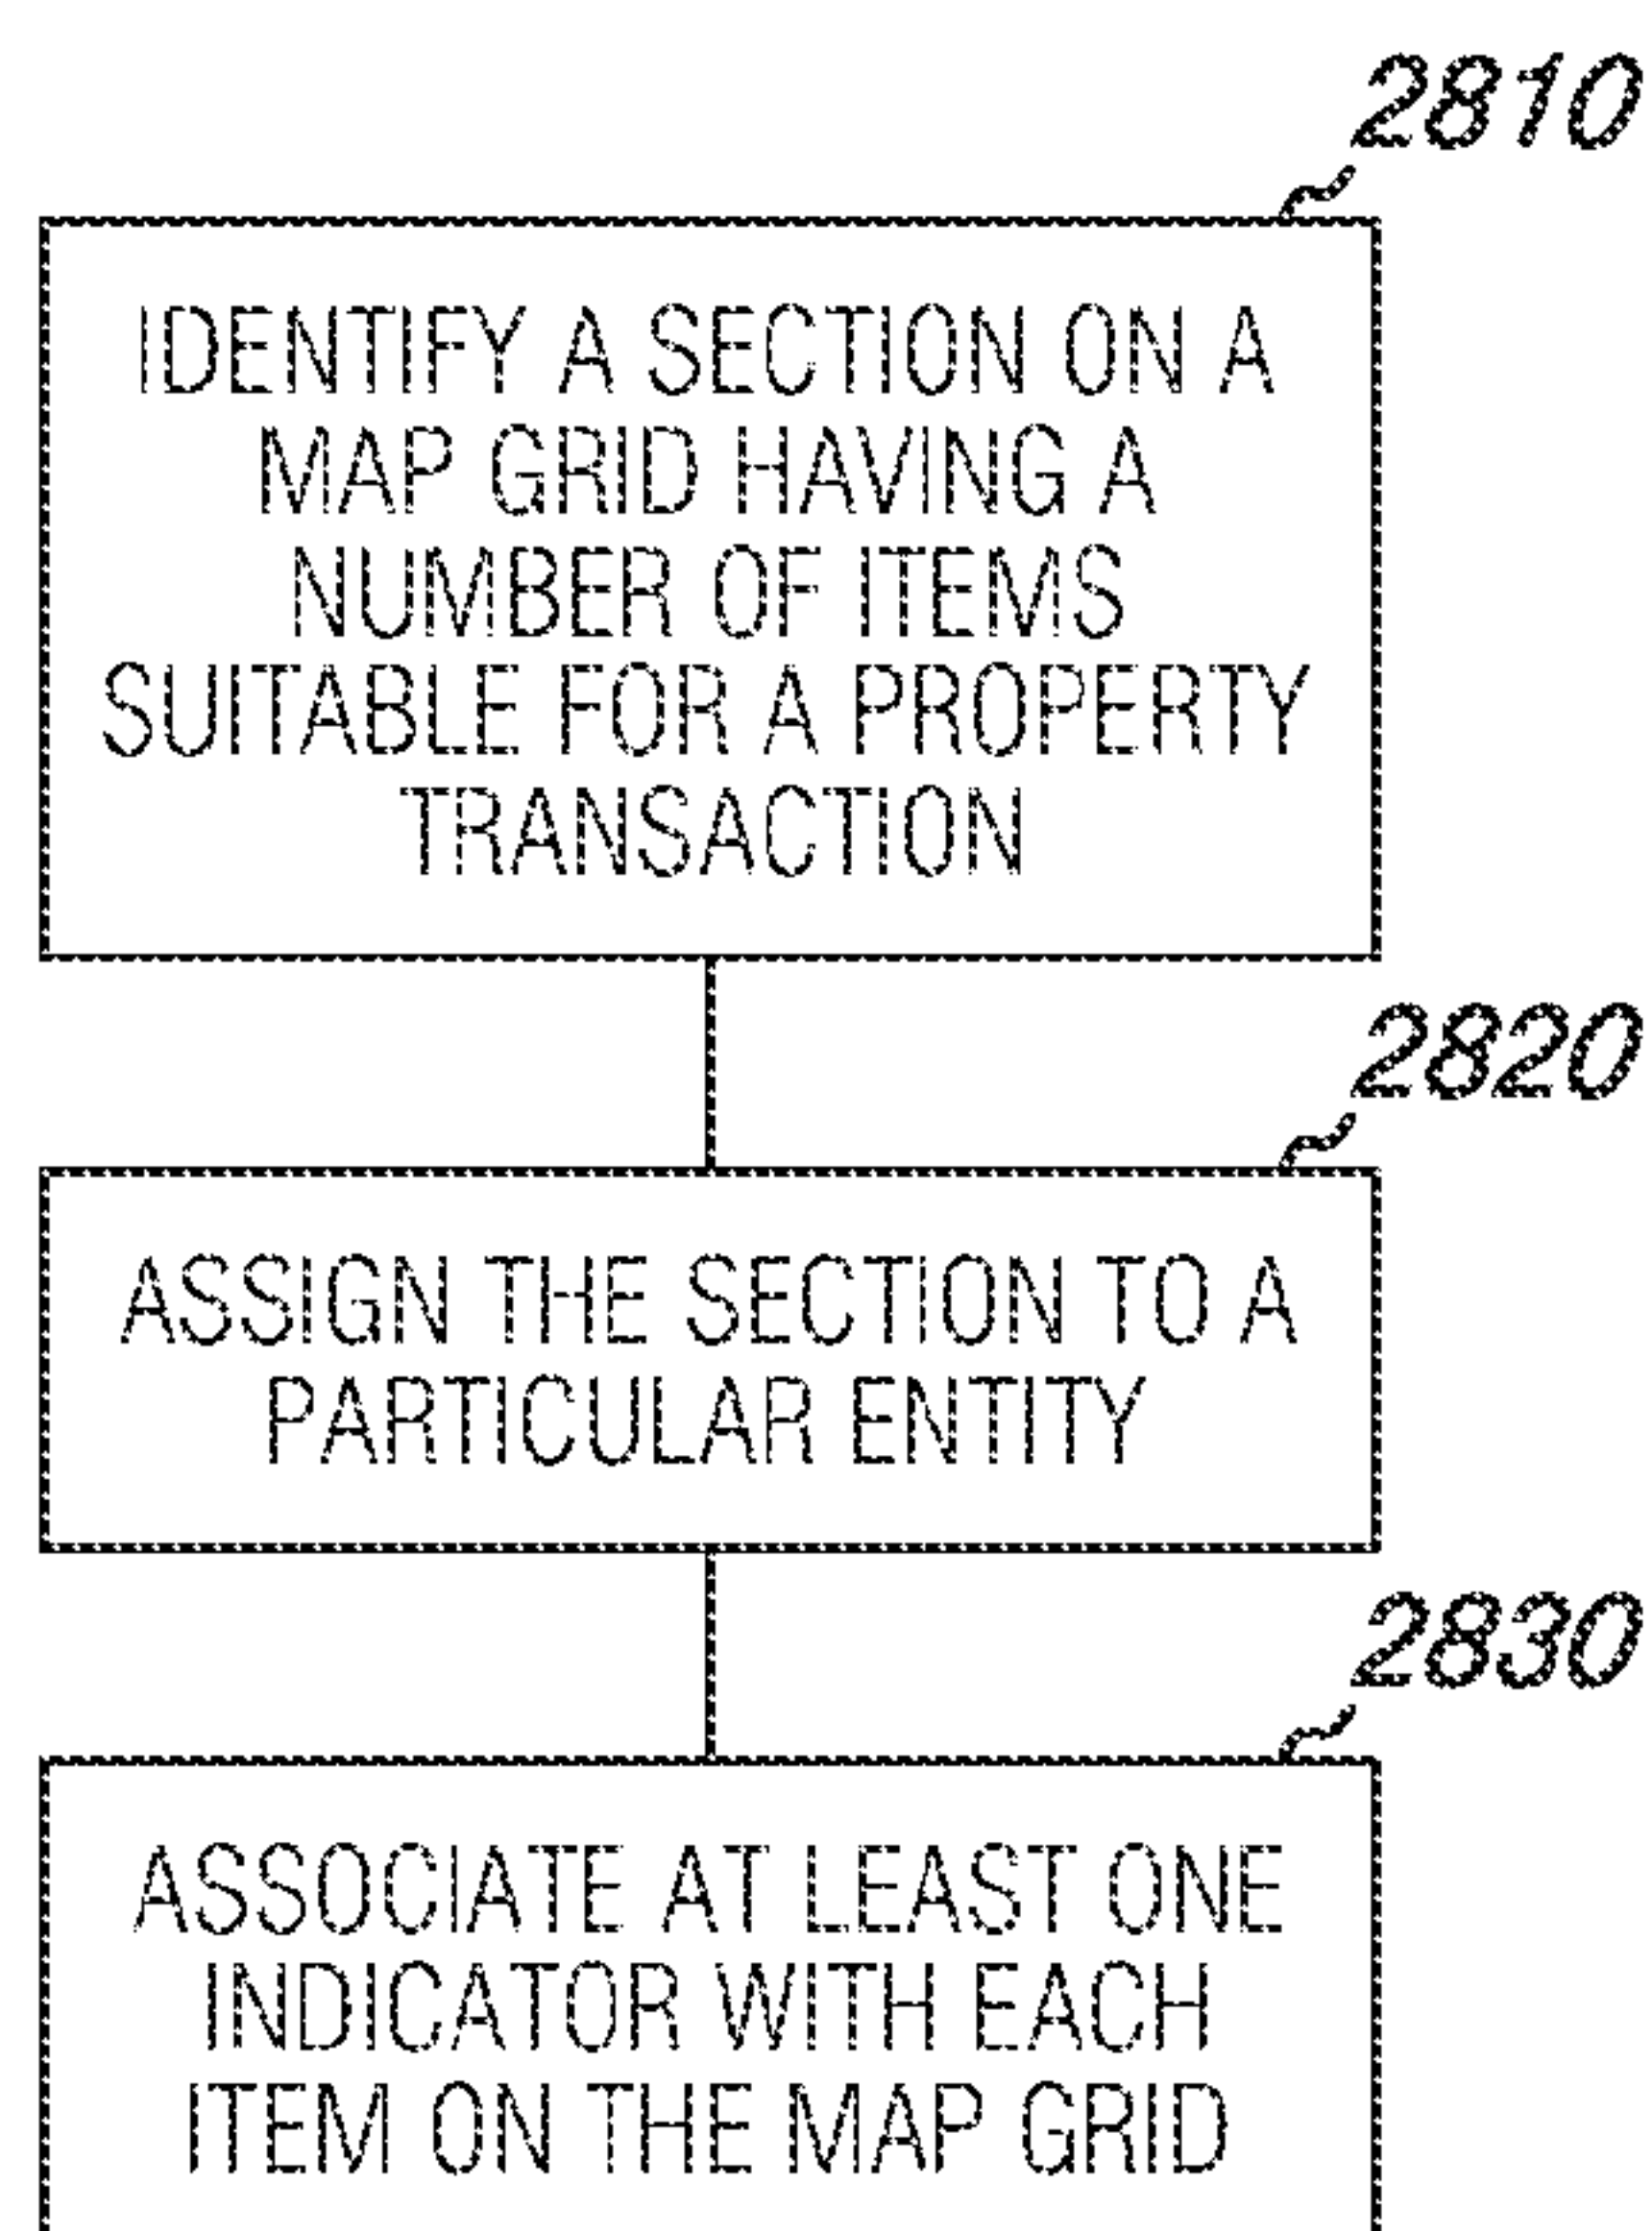 2810
IDENTIFY A SECTION ON A
MAP GRID HAVING A
NUMBER OF ITEMS
SUITABLE FOR A PROPERTY
TRANSACTION
2820
ASSIGN THE SECTION TO A
PARTICULAR ENTITY
2830
ASSOCIATE AT LEAST ONE
INDICATOR WITH EACH
ITEM ON THE MAP GRID